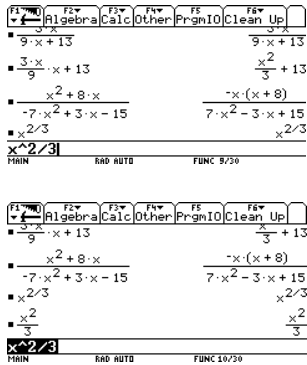 F1 F2 F3 F4 F5 F6
Algebra Calc Other PrgmIO Clean Up
3·x / 9·x + 13    3·x / 9·x + 13
3·x / 9 ·x + 13    x^2 / 3 + 13
x^2 + 8·x / -7·x^2 + 3·x - 15    -x·(x + 8) / 7·x^2 - 3·x + 15
x^2/3    x^2/3
x^2/3
MAIN RAD AUTO FUNC 9/30
F1 F2 F3 F4 F5 F6
Algebra Calc Other PrgmIO Clean Up
3·x / 9 ·x + 13    x^2 / 3 + 13
x^2 + 8·x / -7·x^2 + 3·x - 15    -x·(x + 8) / 7·x^2 - 3·x + 15
x^2/3    x^2/3
x^2 / 3    x^2 / 3
x^2/3
MAIN RAD AUTO FUNC 10/30